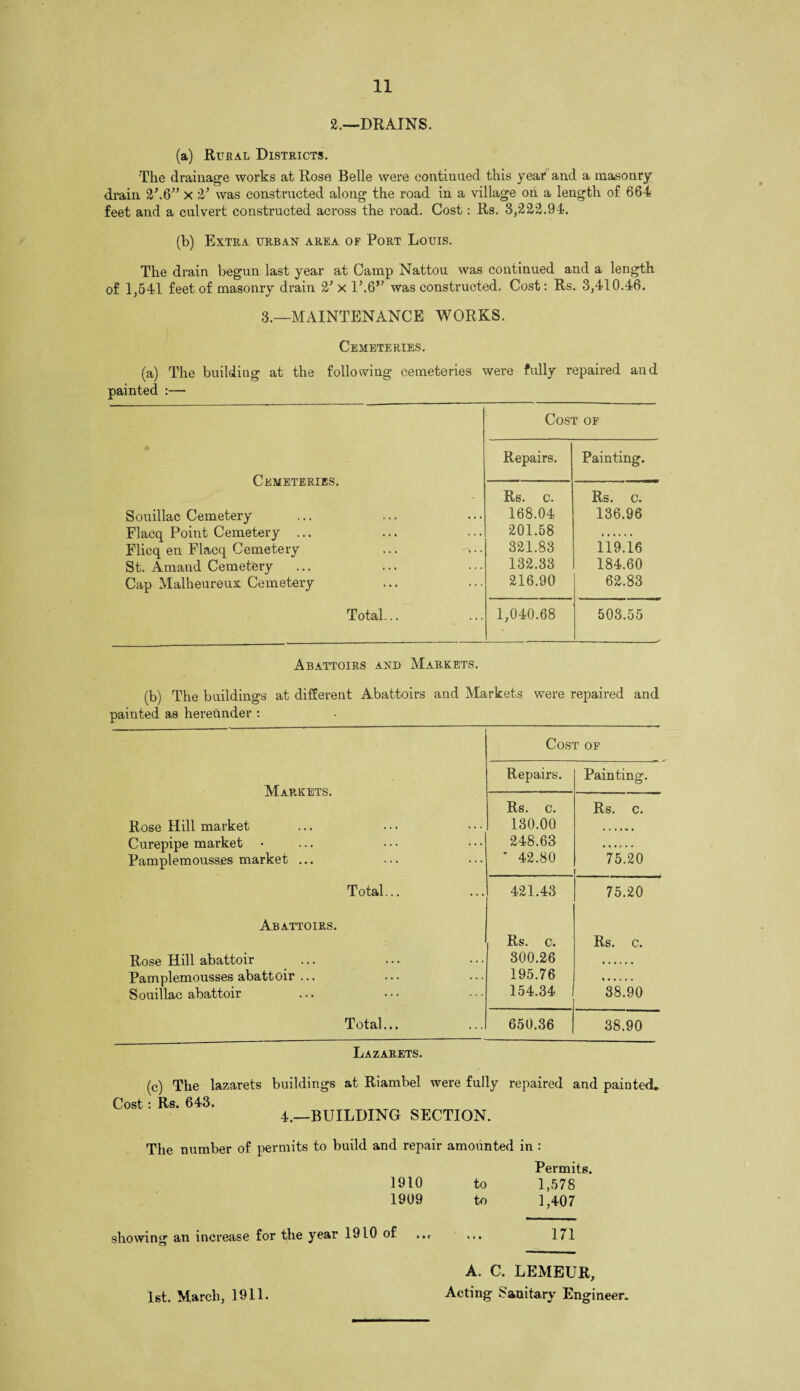 11
2.—DRAINS.
(a) Rural Districts.
The drainage works at Rose Belle were continued this year and a masonry
drain 2’.6” x 2’ was constructed along the road in a village on a length of 664
feet and a culvert constructed across the road. Cost : Rs. 3,222.94.
(b) Extra urban area of Port Louis.
The drain begun last year at Camp Nattou was continued and a length
of 1,541 feet of masonry drain 2’ x 1’.6” was constructed. Cost: Rs. 3,410.46.
3.—MAINTENANCE WORKS.
Cemeteries.
(a) The building at the following cemeteries were fully repaired and
painted :—
Cost of
Cemeteries. Repairs. Painting.
Rs. c. Rs. c.
Souillac Cemetery ... ... ... 168.04 136.96
Flacq Point Cemetery ... ... ... 201.58 ......
Flicq en Flacq Cemetery ... ... 321.83 119.16
St. Amand Cemetery ... ... ... 132.33 184.60
Cap Malheureux Cemetery ... ... 216.90 62.83
Total... ... 1,040.68 503.55
Abattoirs and Markets.
(b) The buildings at different Abattoirs and Markets were repaired and
painted as hereunder :
Cost of
Markets. Repairs. Painting.
Rs. c. Rs. c.
Rose Hill market ... ... ... 130.00 ......
Curepipe market ... ... ... 248.63 ......
Pamplemousses market ... ... ... 42.80 75.20
Total... ... 421.43 75.20
Abattoirs.
Rs. c. Rs. c.
Rose Hill abattoir ... ... ... 300.26 ......
Pamplemousses abattoir ... ... ... 195.76 ......
Souillac abattoir ... ... ... 154.34 38.90
Total... ... 650.36 38.90
Lazarets.
(c) The lazarets buildings at Riambel were fully repaired and painted.
Cost : Rs. 643.
4.—BUILDING SECTION.
The number of permits to build and repair amounted in :
Permits.
1910 to 1,578
1909 to 1,407
showing an increase for the year 1910 of ... ... 171
A. C. LEMEUR,
1st. March, 1911. Acting Sanitary Engineer.